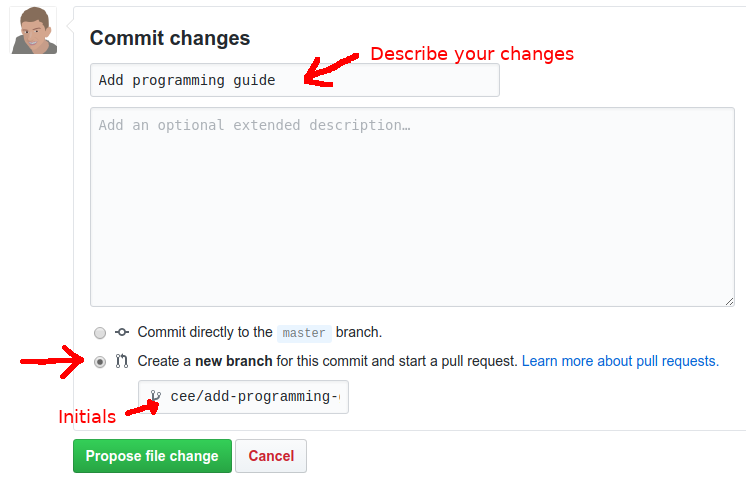 Commit changes
Describe your changes
Add programming guide
Add an optional extended description…
Commit directly to the master branch.
Create a new branch for this commit and start a pull request. Learn more about pull requests.
cee/add-programming-
Initials
Propose file change
Cancel